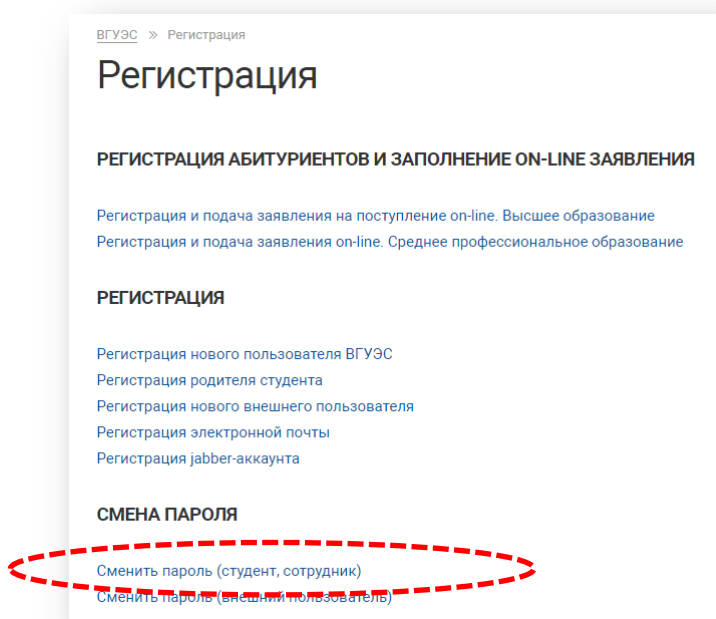 ВГУЭС » Регистрация
Регистрация
РЕГИСТРАЦИЯ АБИТУРИЕНТОВ И ЗАПОЛНЕНИЕ ON-LINE ЗАЯВЛЕНИЯ
Регистрация и подача заявления на поступление on-line. Высшее образование
Регистрация и подача заявления on-line. Среднее профессиональное образование
РЕГИСТРАЦИЯ
Регистрация нового пользователя ВГУЭС
Регистрация родителя студента
Регистрация нового внешнего пользователя
Регистрация электронной почты
Регистрация jabber-аккаунта
СМЕНА ПАРОЛЯ
Сменить пароль (студент, сотрудник)
Сменить пароль (внешний пользователь)